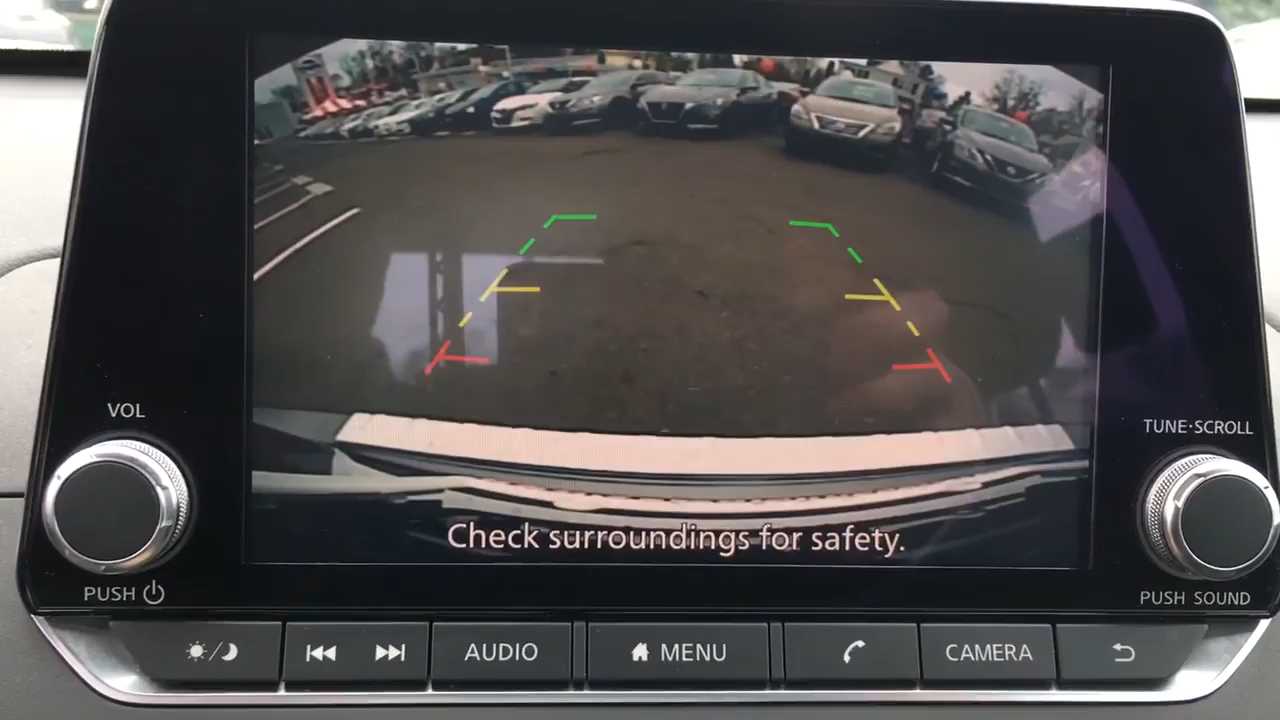 VOL
TUNE·SCROLL
Check surroundings for safety.
PUSH
PUSH SOUND
AUDIO
MENU
CAMERA